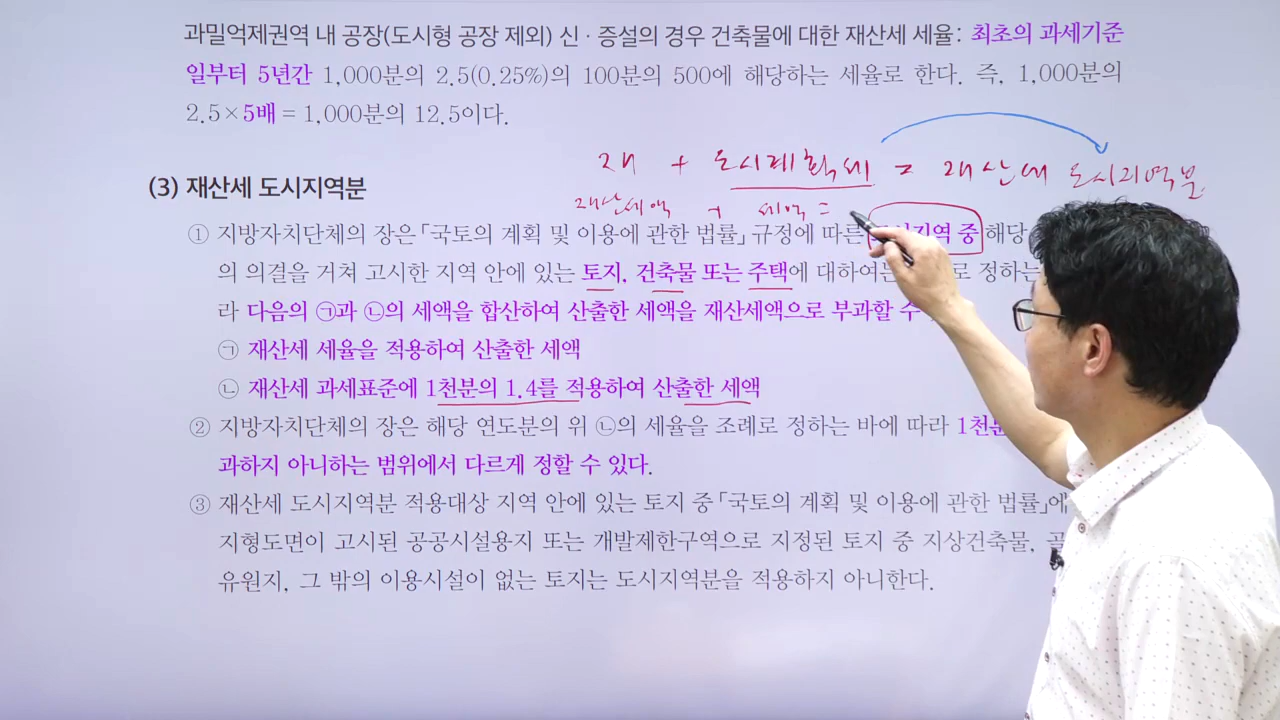 과밀억제권역 내 공장(도시형 공장 제외) 신·증설의 경우 건축물에 대한 재산세 세율: 최초의 과세기준
일부터 5년간 1,000분의 2.5(0.25%)의 100분의 500에 해당하는 세율로 한다. 즉, 1,000분의
2.5×5배 = 1,000분의 12.5이다.
재 + 도시계획세 = 재산세 도시지역분
(3) 재산세 도시지역분
재산세액 + 세액 =
① 지방자치단체의 장은 「국토의 계획 및 이용에 관한 법률」 규정에 따른 지역 중 해당
의 의결을 거쳐 고시한 지역 안에 있는 토지, 건축물 또는 주택에 대하여는 로 정하는
라 다음의 ㉠과 ㉡의 세액을 합산하여 산출한 세액을 재산세액으로 부과할 수
㉠ 재산세 세율을 적용하여 산출한 세액
㉡ 재산세 과세표준에 1천분의 1.4를 적용하여 산출한 세액
② 지방자치단체의 장은 해당 연도분의 위 ㉡의 세율을 조례로 정하는 바에 따라 1천분
과하지 아니하는 범위에서 다르게 정할 수 있다.
③ 재산세 도시지역분 적용대상 지역 안에 있는 토지 중 「국토의 계획 및 이용에 관한 법률」에
지형도면이 고시된 공공시설용지 또는 개발제한구역으로 지정된 토지 중 지상건축물, 골
유원지, 그 밖의 이용시설이 없는 토지는 도시지역분을 적용하지 아니한다.